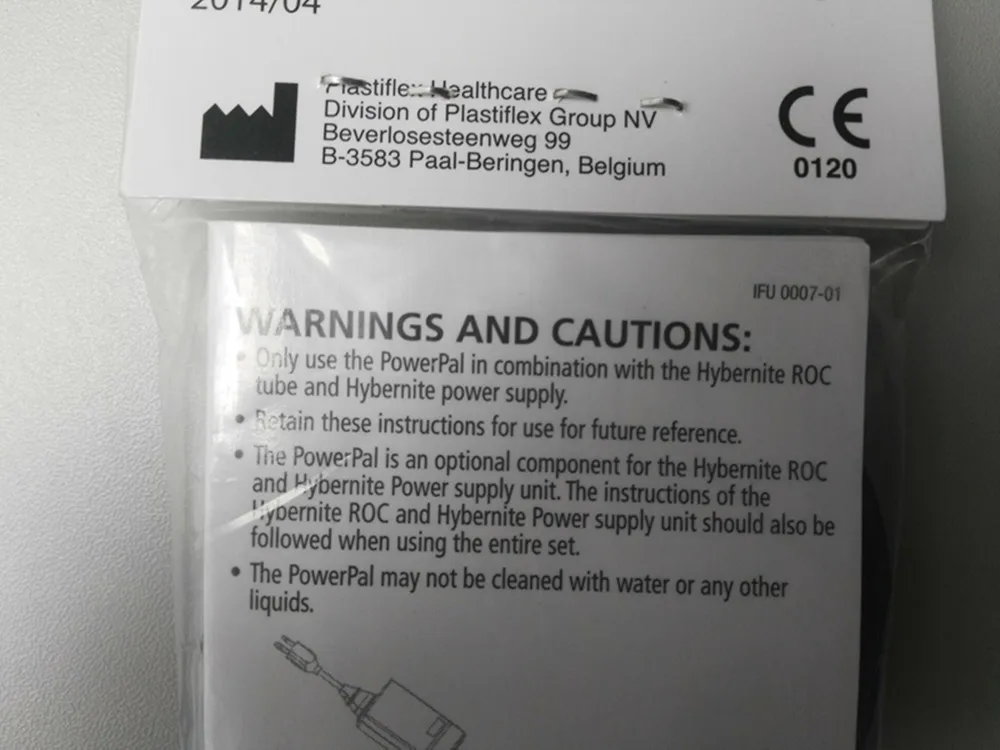 2014/04
Plastiflex Healthcare
Division of Plastiflex Group NV
Beverlosesteenweg 99
B-3583 Paal-Beringen, Belgium
CE
0120
IFU 0007-01
WARNINGS AND CAUTIONS:
• Only use the PowerPal in combination with the Hybernite ROC
tube and Hybernite power supply.
• Retain these instructions for use for future reference.
• The PowerPal is an optional component for the Hybernite ROC
and Hybernite Power supply unit. The instructions of the
Hybernite ROC and Hybernite Power supply unit should also be
followed when using the entire set.
• The PowerPal may not be cleaned with water or any other
liquids.